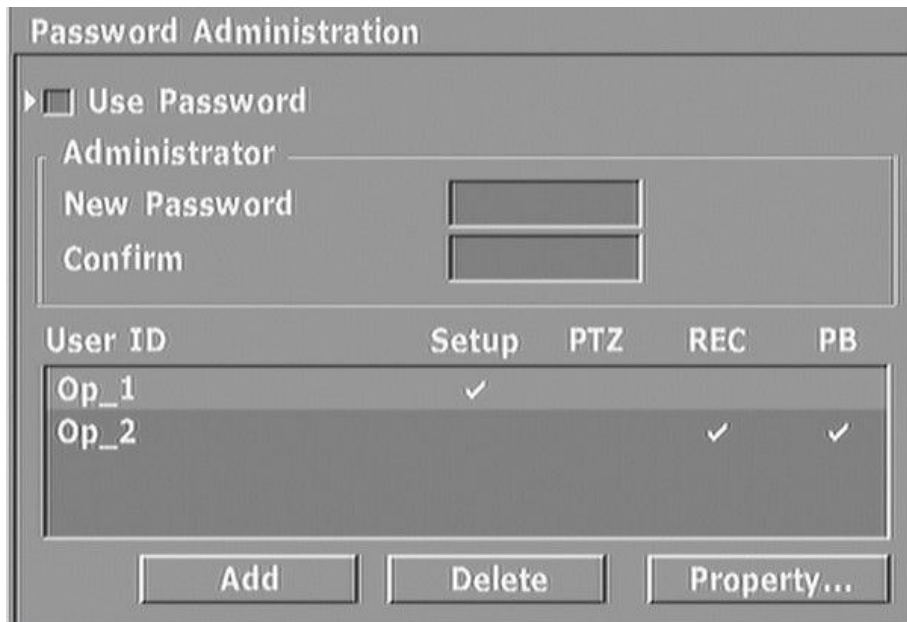 Password Administration
Use Password
Administrator
New Password
Confirm
User ID Setup PTZ REC PB
Op_1
Op_2
Add Delete Property...